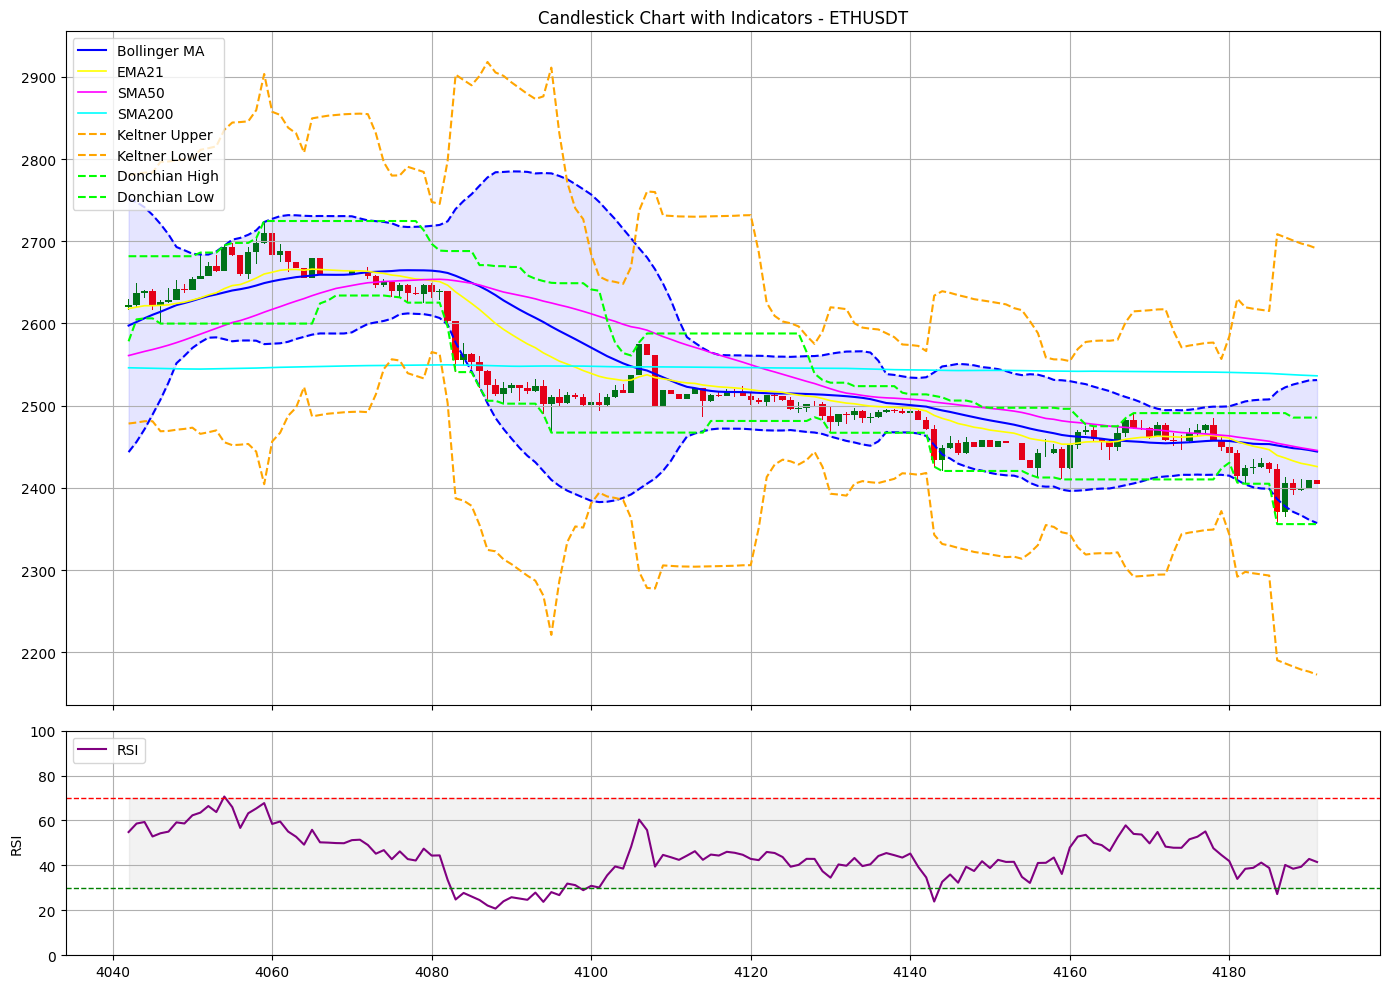 Candlestick Chart with Indicators - ETHUSDT
Bollinger MA
EMA21
SMA50
SMA200
Keltner Upper
Keltner Lower
Donchian High
Donchian Low
2900
2800
2700
2600
2500
2400
2300
2200
RSI
100
80
60
40
20
0
RSI
4040 4060 4080 4100 4120 4140 4160 4180